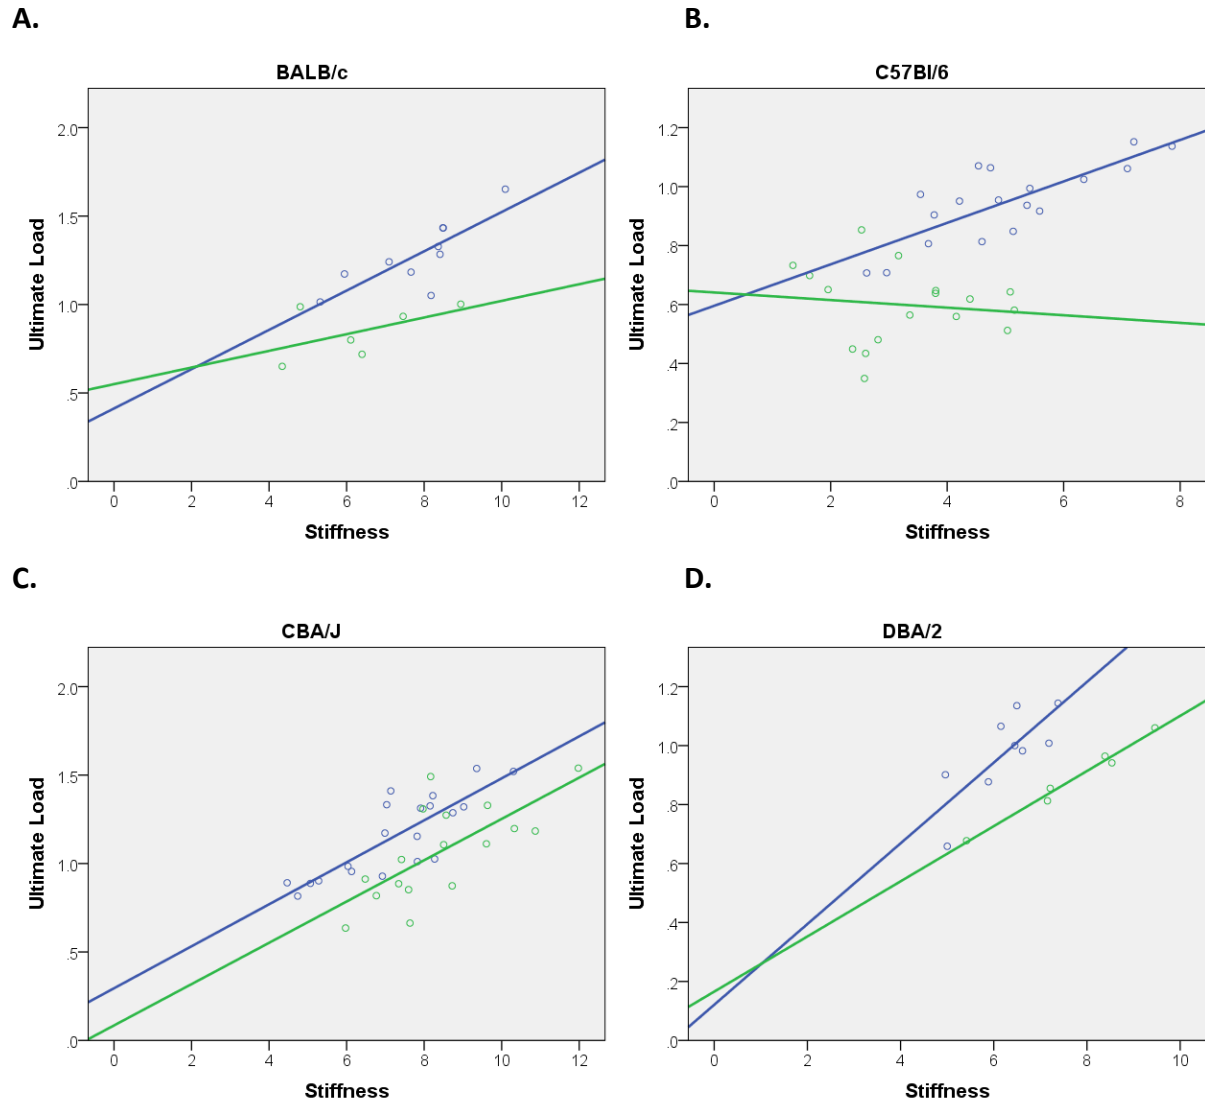 A.
B.
BALB/c
C57Bl/6
Ultimate Load
2.0
1.5
1.0
.5
.0
0 2 4 6 8 10 12
Stiffness
Ultimate Load
1.2
1.0
.8
.6
.4
.2
.0
0 2 4 6 8
Stiffness
C.
D.
CBA/J
DBA/2
Ultimate Load
2.0
1.5
1.0
.5
.0
0 2 4 6 8 10 12
Stiffness
Ultimate Load
1.2
1.0
.8
.6
.4
.2
.0
0 2 4 6 8 10
Stiffness